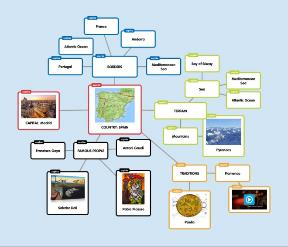 France
Andorra
Atlantic Ocean
Portugal
BORDERS
Mediterranean Sea
Bay of Biscay
Sea
Mediterranean Sea
Atlantic Ocean
CAPITAL: Madrid
COUNTRY: SPAIN
TERRAIN
Mountains
Pyrenees
Francisco Goya
FAMOUS PEOPLE
Antoni Gaudi
Salvador Dalí
Pablo Picasso
TRADITIONS
Flamenco
Paella